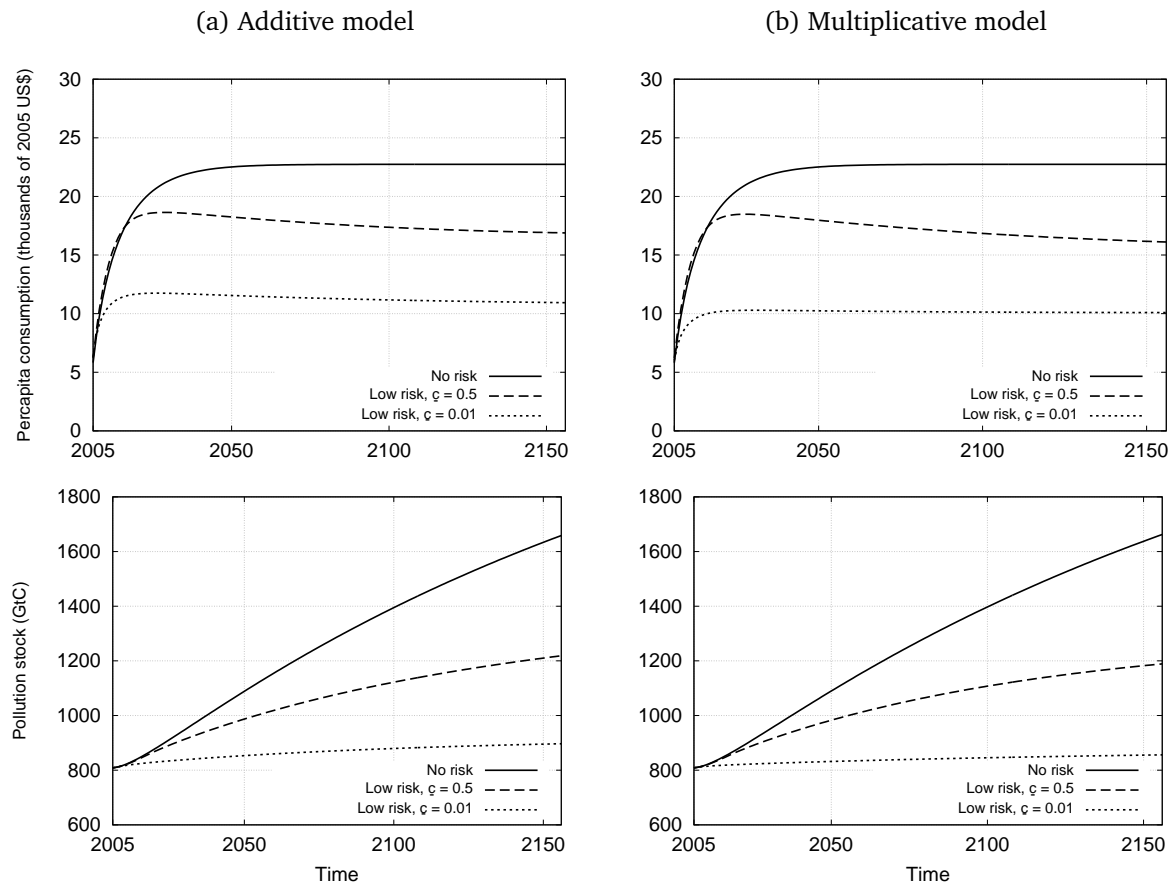 (a) Additive model
(b) Multiplicative model
Percapita consumption (thousands of 2005 US$)
30
25
20
15
10
5
0
2005 2050 2100 2150
No risk
Low risk, c̨ = 0.5
Low risk, c̨ = 0.01
30
25
20
15
10
5
0
2005 2050 2100 2150
No risk
Low risk, c̨ = 0.5
Low risk, c̨ = 0.01
Pollution stock (GtC)
1800
1600
1400
1200
1000
800
600
2005 2050 2100 2150
Time
No risk
Low risk, c̨ = 0.5
Low risk, c̨ = 0.01
1800
1600
1400
1200
1000
800
600
2005 2050 2100 2150
Time
No risk
Low risk, c̨ = 0.5
Low risk, c̨ = 0.01